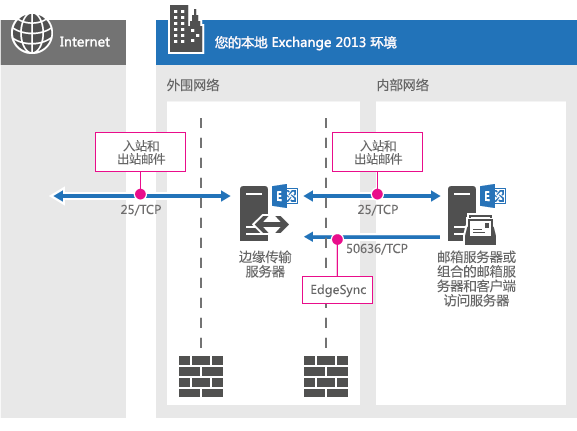 Internet
您的本地 Exchange 2013 环境
外围网络
内部网络
入站和
出站邮件
入站和
出站邮件
25/TCP
25/TCP
50636/TCP
边缘传输
服务器
EdgeSync
邮箱服务器或
组合的邮箱服
务器和客户端
访问服务器